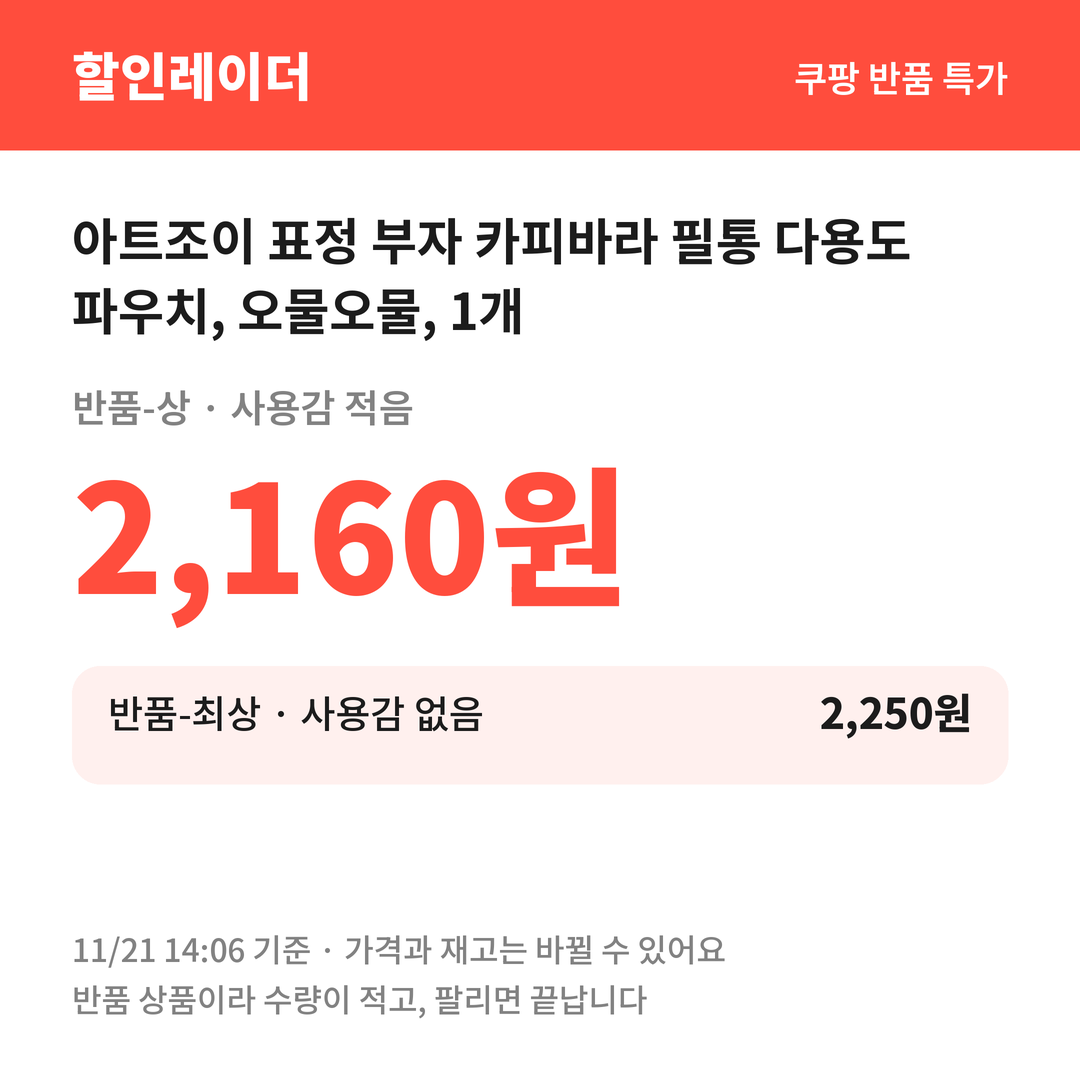 할인레이더
쿠팡 반품 특가
아트조이 표정 부자 카피바라 필통 다용도
파우치, 오물오물, 1개
반품-상 · 사용감 적음
2,160원
반품-최상 · 사용감 없음 2,250원
11/21 14:06 기준 · 가격과 재고는 바뀔 수 있어요
반품 상품이라 수량이 적고, 팔리면 끝납니다